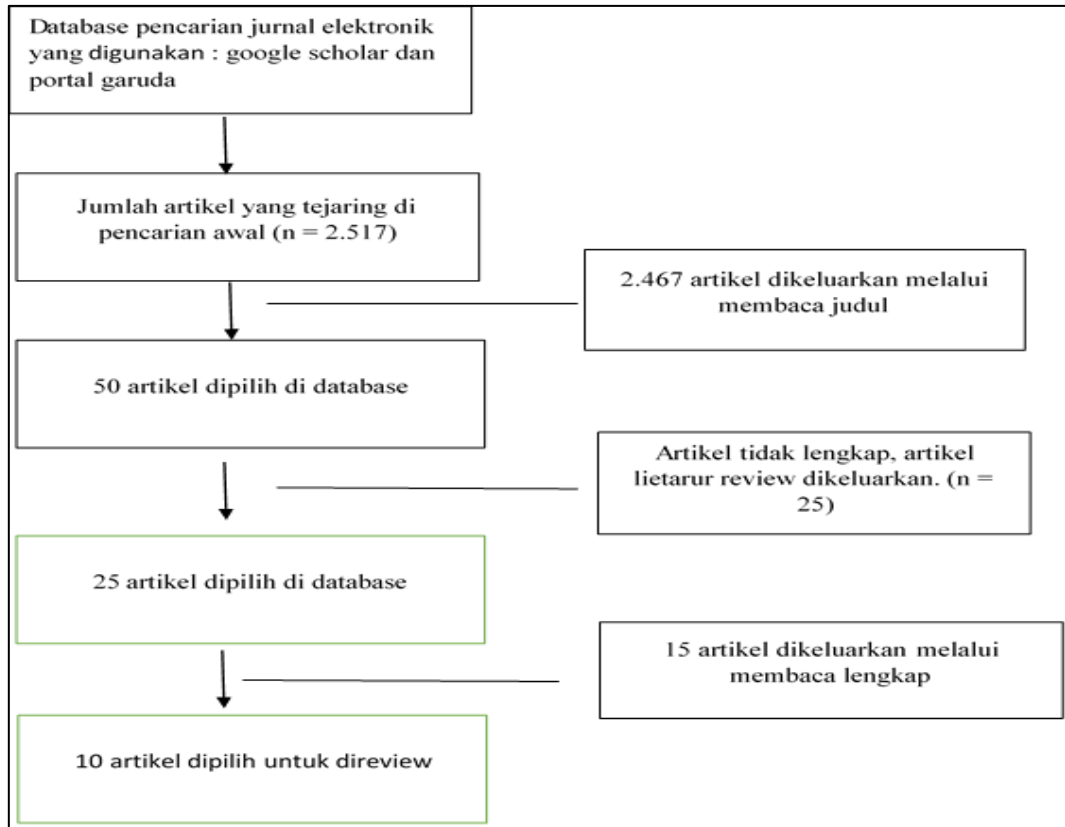 Database pencarian jurnal elektronik
yang digunakan : google scholar dan
portal garuda
Jumlah artikel yang tejaring di
pencarian awal (n = 2.517)
2.467 artikel dikeluarkan melalui
membaca judul
50 artikel dipilih di database
Artikel tidak lengkap, artikel
lietarur review dikeluarkan. (n =
25)
25 artikel dipilih di database
15 artikel dikeluarkan melalui
membaca lengkap
10 artikel dipilih untuk direview